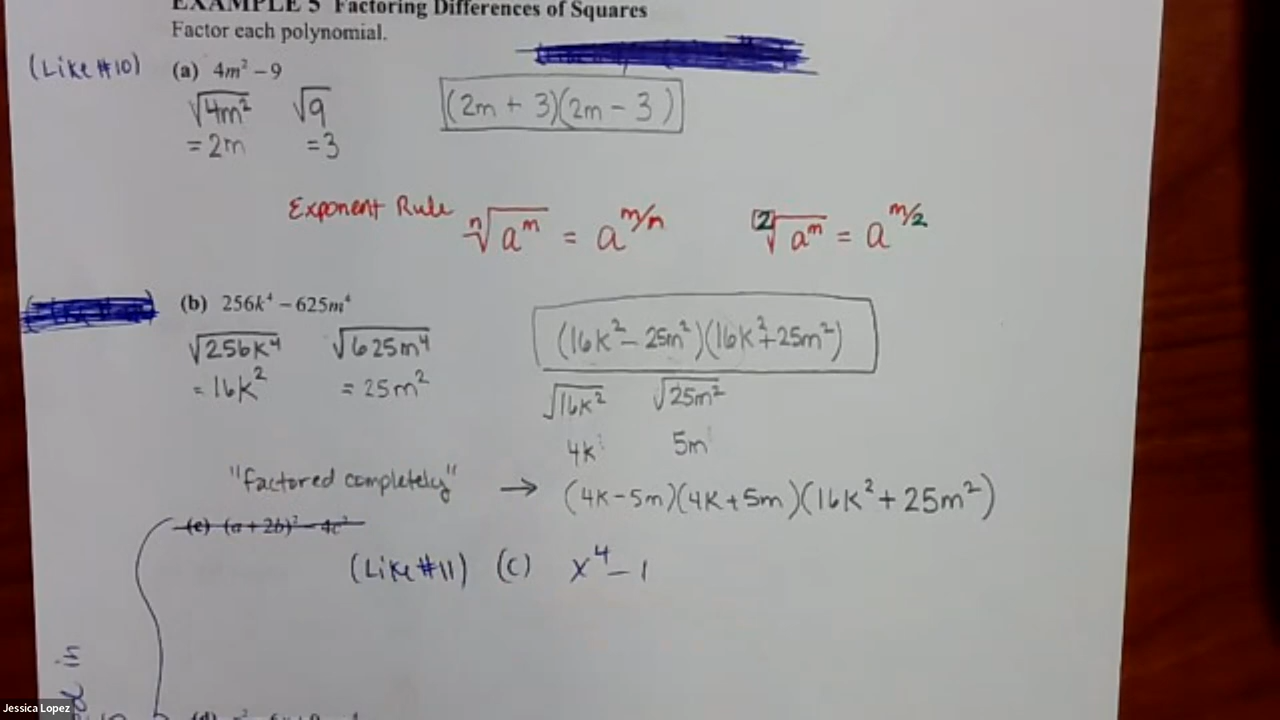 EXAMPLE 5 Factoring Differences of Squares
Factor each polynomial.
(Like #10) (a) 4m² – 9
√4m² √9 (2m + 3)(2m – 3)
= 2m = 3
Exponent Rule ⁿ√aᵐ = a^m/n ²√aᵐ = a^m/2
(b) 256k⁴ – 625m⁴
√256k⁴ √625m⁴ (16k² – 25m²)(16k² + 25m²)
= 16k² = 25m²
√16k² √25m²
4k 5m
"factored completely" → (4k – 5m)(4k + 5m)(16k² + 25m²)
(c) (a + 2b)² – 4c²
(Like #11) (c) x⁴ – 1
in
Jessica Lopez